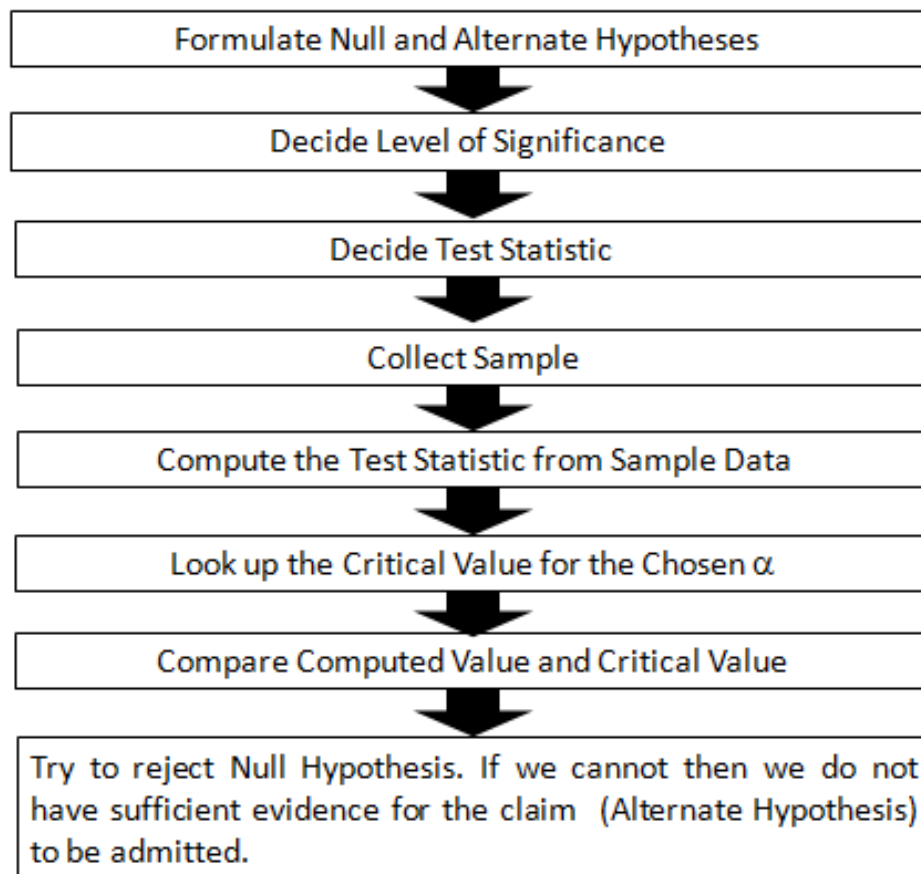 Formulate Null and Alternate Hypotheses
Decide Level of Significance
Decide Test Statistic
Collect Sample
Compute the Test Statistic from Sample Data
Look up the Critical Value for the Chosen α
Compare Computed Value and Critical Value
Try to reject Null Hypothesis. If we cannot then we do not
have sufficient evidence for the claim (Alternate Hypothesis)
to be admitted.